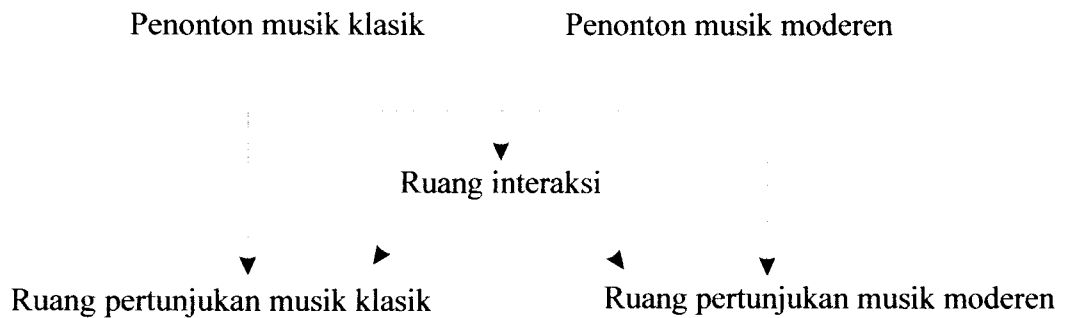 Penonton musik klasik Penonton musik moderen
Ruang interaksi
Ruang pertunjukan musik klasik Ruang pertunjukan musik moderen